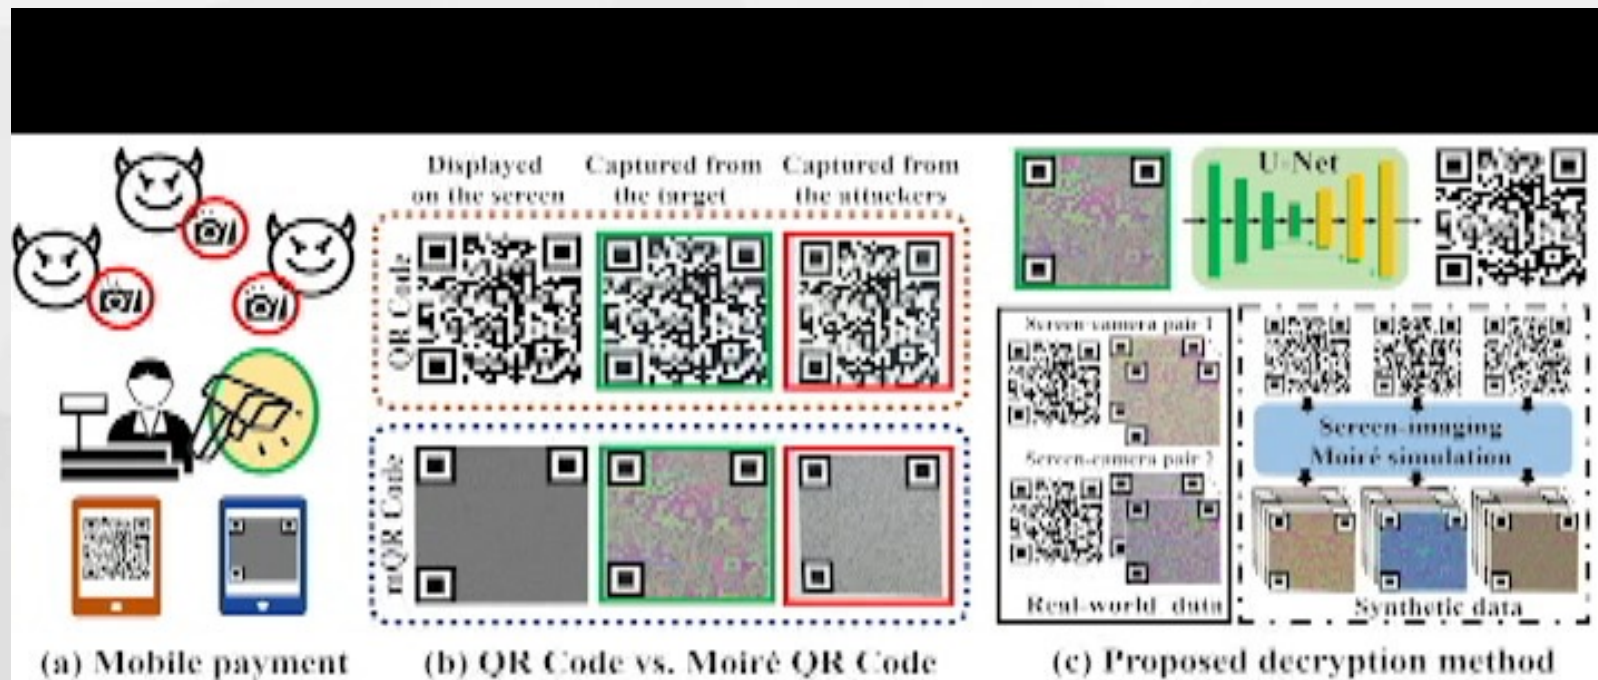 Displayed
on the screen
Captured from
the target
Captured from
the attackers
QR Code
mQR Code
U-Net
Screen-camera pair 1
Screen-camera pair 2
Real-world data
Screen-imaging
Moiré simulation
Synthetic data
(a) Mobile payment
(b) QR Code vs. Moiré QR Code
(c) Proposed decryption method